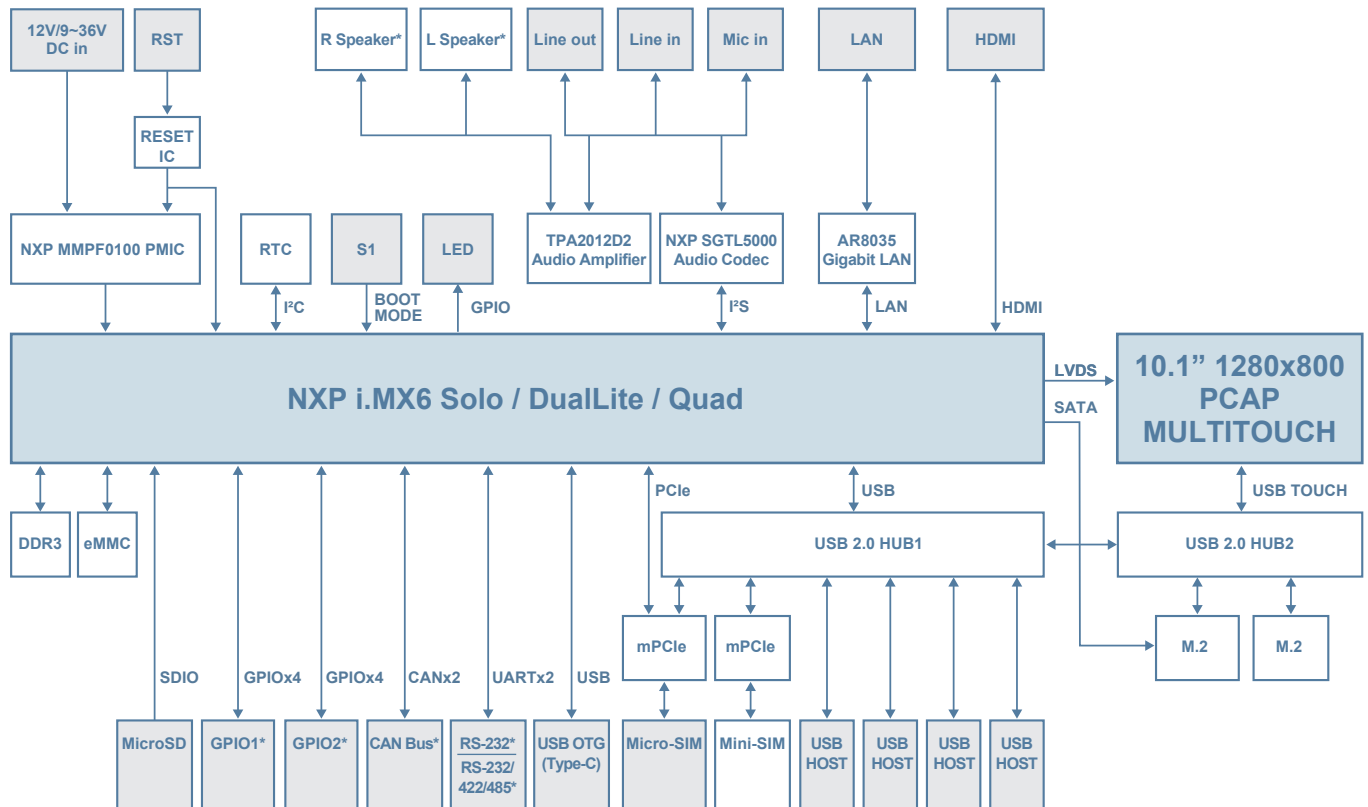 12V/9~36V
DC in
RST
R Speaker*
L Speaker*
Line out
Line in
Mic in
LAN
HDMI
RESET
IC
NXP MMPF0100 PMIC
RTC
S1
LED
TPA2012D2
Audio Amplifier
NXP SGTL5000
Audio Codec
AR8035
Gigabit LAN
I²C
BOOT
MODE
GPIO
I²S
LAN
HDMI
NXP i.MX6 Solo / DualLite / Quad
LVDS
SATA
10.1” 1280x800
PCAP
MULTITOUCH
PCIe
USB
USB TOUCH
DDR3
eMMC
USB 2.0 HUB1
USB 2.0 HUB2
mPCIe
mPCIe
M.2
M.2
SDIO
GPIOx4
GPIOx4
CANx2
UARTx2
USB
MicroSD
GPIO1*
GPIO2*
CAN Bus*
RS-232*
RS-232/
422/485*
USB OTG
(Type-C)
Micro-SIM
Mini-SIM
USB
HOST
USB
HOST
USB
HOST
USB
HOST